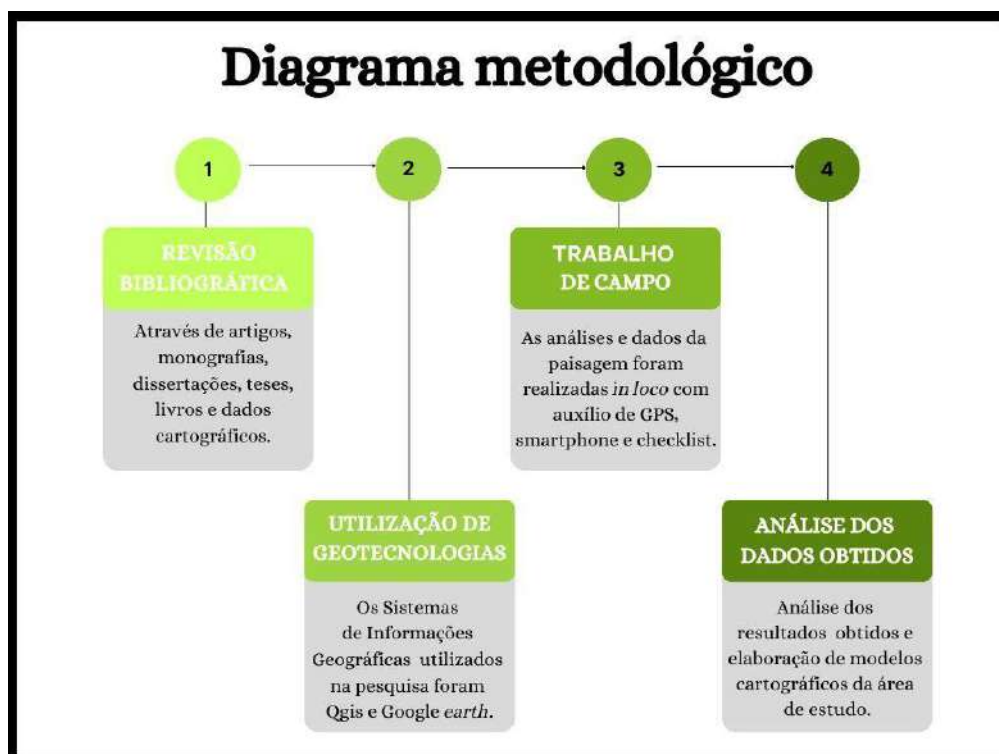 Diagrama metodológico
1
2
3
4
REVISÃO
BIBLIOGRÁFICA
Através de artigos,
monografias,
dissertações, teses,
livros e dados
cartográficos.
UTILIZAÇÃO DE
GEOTECNOLOGIAS
Os Sistemas
de Informações
Geográficas utilizados
na pesquisa foram
Qgis e Google earth.
TRABALHO
DE CAMPO
As análises e dados da
paisagem foram
realizadas in loco com
auxílio de GPS,
smartphone e checklist.
ANÁLISE DOS
DADOS OBTIDOS
Análise dos
resultados obtidos e
elaboração de modelos
cartográficos da área
de estudo.